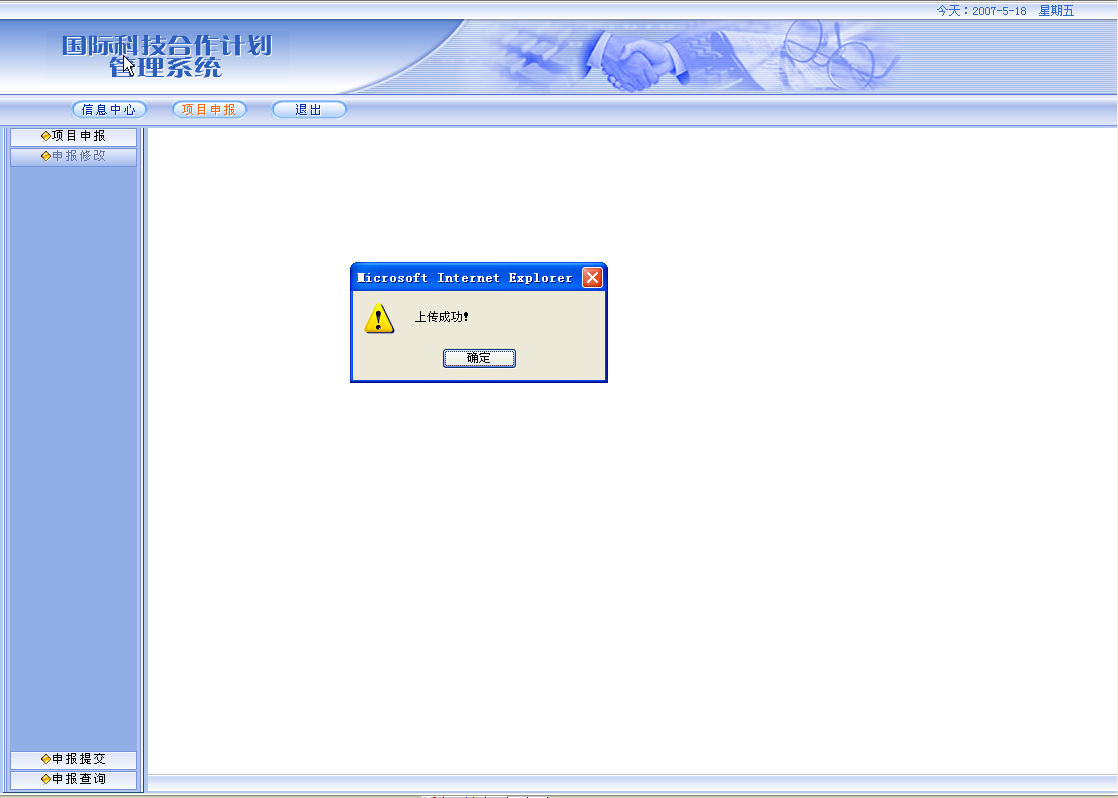 今天：2007-5-18 星期五
国际科技合作计划
管理系统
信息中心 项目申报 退出
项目申报
申报修改
Microsoft Internet Explorer
上传成功！
确定
申报提交
申报查询